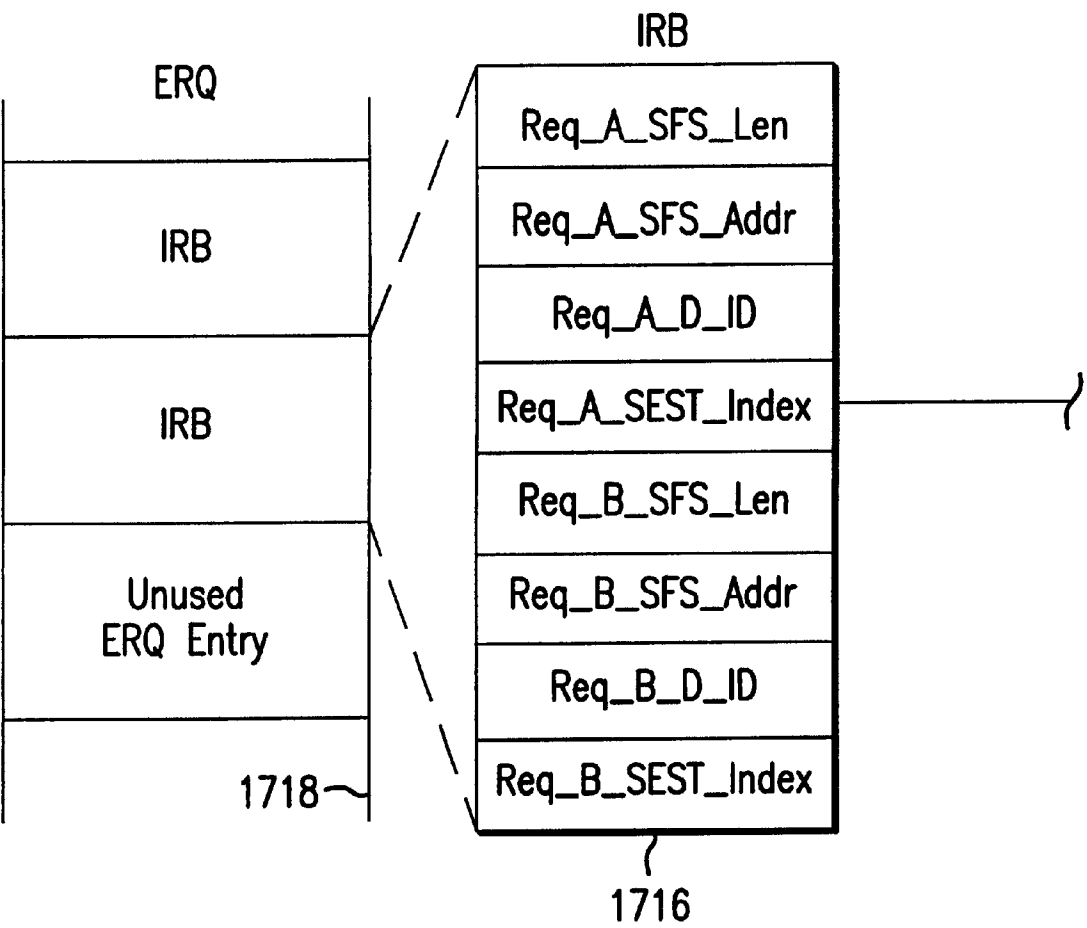 ERQ
IRB
IRB
Unused
ERQ Entry
1718
IRB
Req_A_SFS_Len
Req_A_SFS_Addr
Req_A_D_ID
Req_A_SEST_Index
Req_B_SFS_Len
Req_B_SFS_Addr
Req_B_D_ID
Req_B_SEST_Index
1716